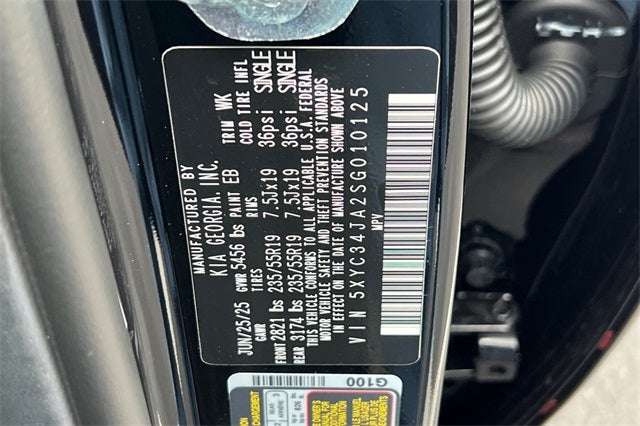 MANUFACTURED BY
KIA GEORGIA, INC.
JUN/25/25 GVWR 5456 lbs PAINT EB TRIM WK
GAWR TIRES RIMS COLD TIRE INFL
FRONT 2821 lbs 235/55R19 7.5Jx19 36psi SINGLE
REAR 3174 lbs 235/55R19 7.5Jx19 36psi SINGLE
THIS VEHICLE CONFORMS TO ALL APPLICABLE U.S.A. FEDERAL
MOTOR VEHICLE SAFETY AND THEFT PREVENTION STANDARDS
IN EFFECT ON THE DATE OF MANUFACTURE SHOWN ABOVE
VIN 5XYC34JA2SG010125
MPV
G100
REAR